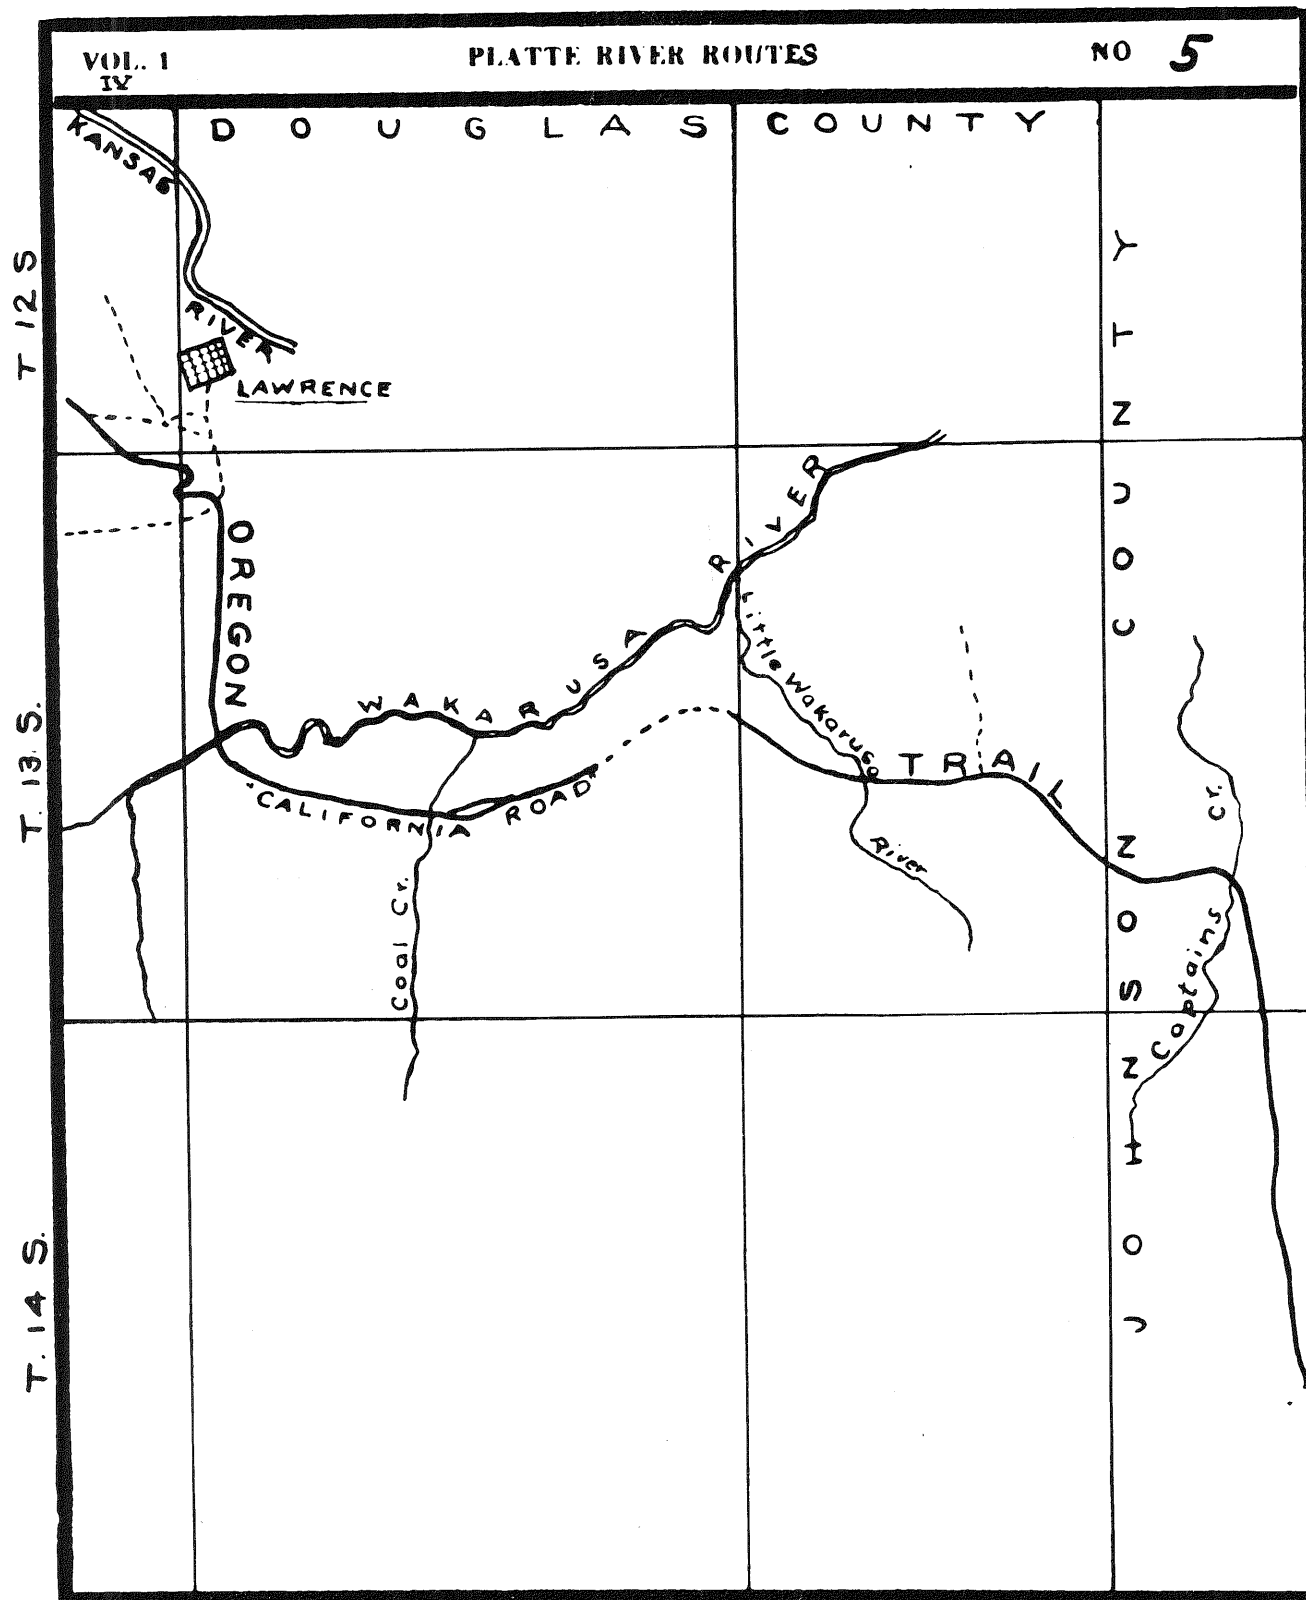 VOL. 1
IV
PLATTE RIVER ROUTES
NO 5
DOUGLAS COUNTY
KANSAS
RIVER
LAWRENCE
T 12 S
OREGON
WAKARUSA RIVER
Little Wakarusa
River
TRAIL
"CALIFORNIA ROAD"
Coal Cr.
Captains Cr.
JOHNSON COUNTY
T. 13 S.
T. 14 S.